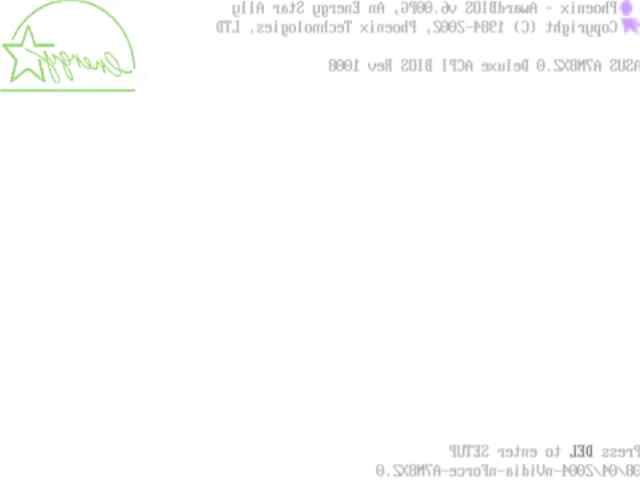 Phoenix - AwardBIOS v6.00PG, An Energy Star Ally
Copyright (C) 1984-2002, Phoenix Technologies, LTD
ASUS A7N8X2.0 Deluxe ACPI BIOS Rev 1008
energy
Press DEL to enter SETUP
08/04/2004-nVidia-nForce-A7N8X2.0